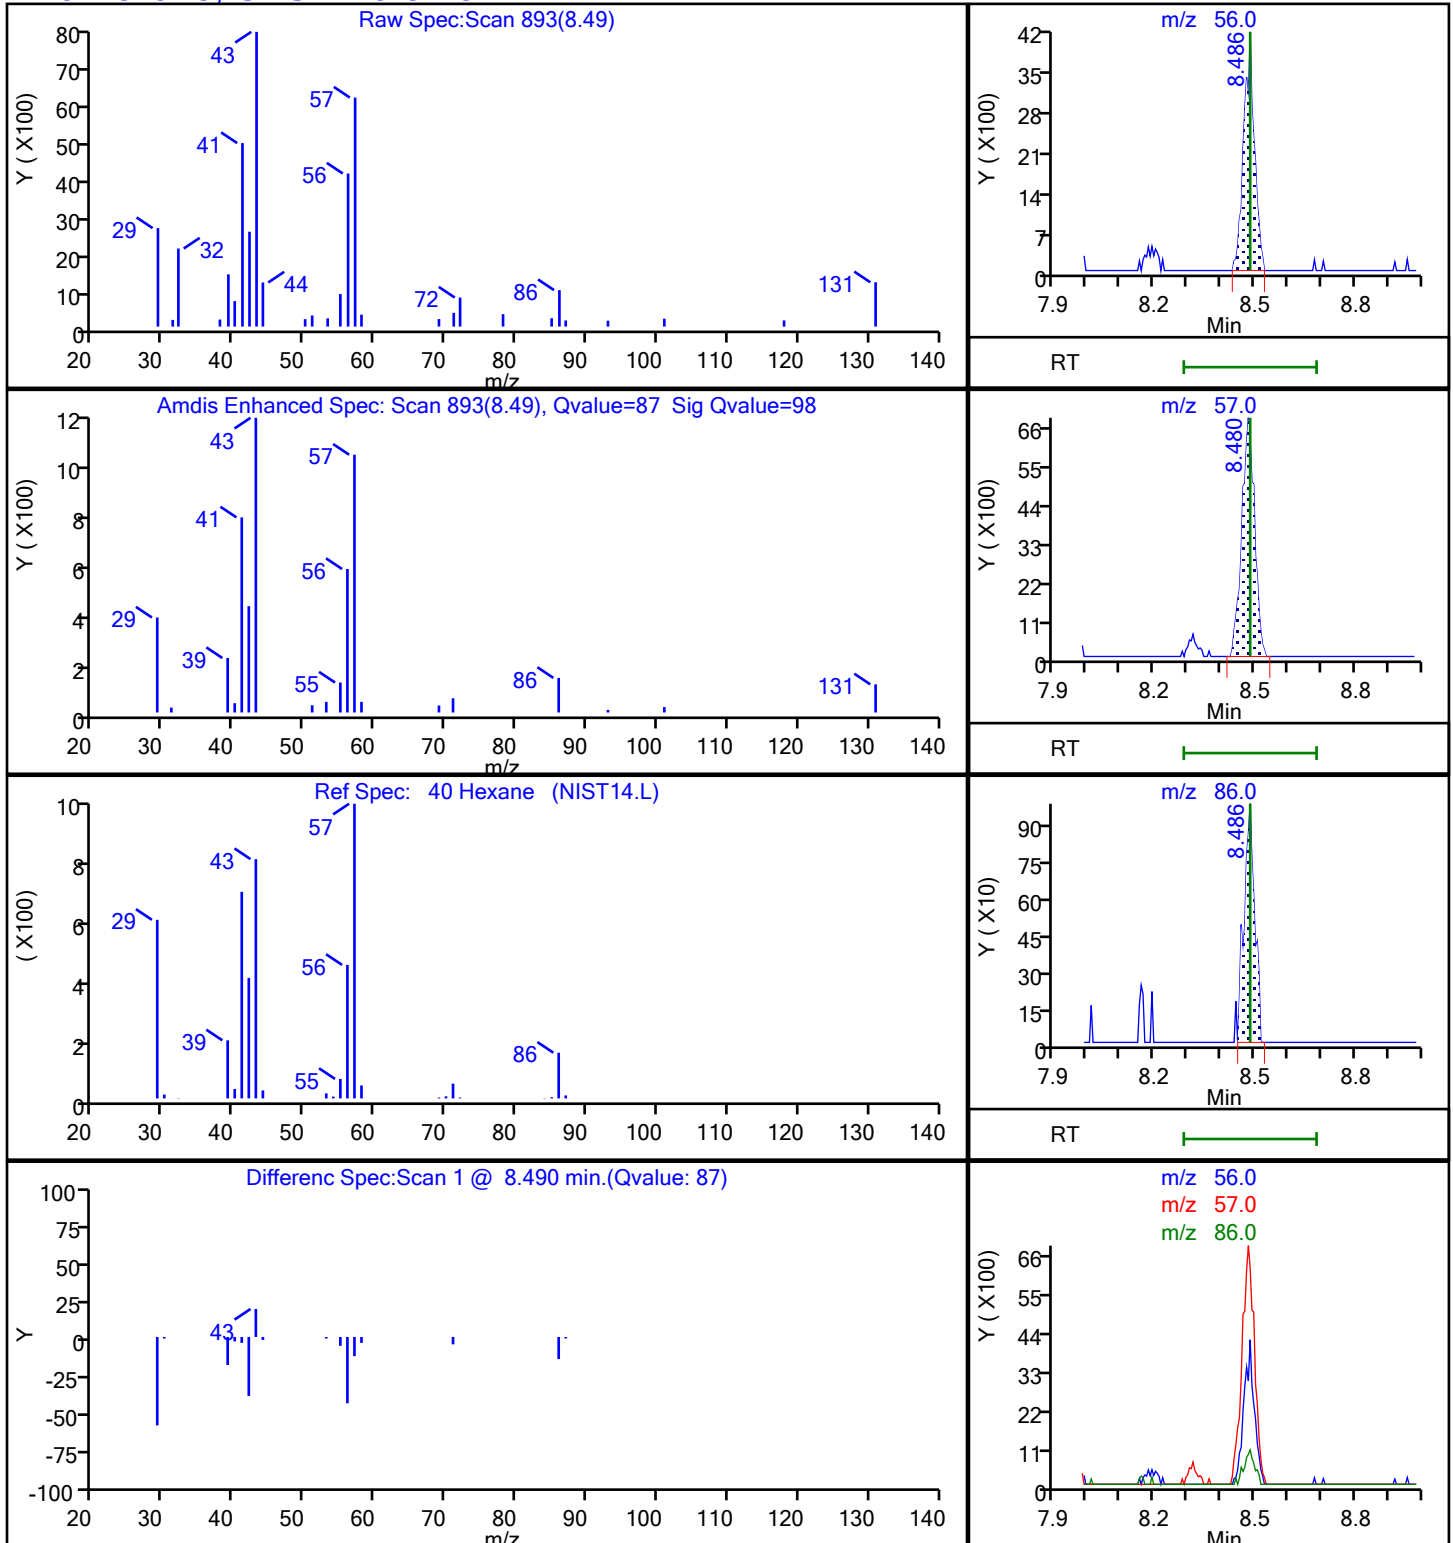 Raw Spec:Scan 893(8.49)
Y ( X100)
80
70
60
50
40
30
20
10
0
43
57
41
56
29
32
44
72
86
131
20 30 40 50 60 70 80 90 100 110 120 130 140
m/z
m/z 56.0
8.486
Y ( X100)
42
35
28
21
14
7
0
7.9 8.2 8.5 8.8
Min
RT
Amdis Enhanced Spec: Scan 893(8.49), Qvalue=87 Sig Qvalue=98
Y ( X100)
12
10
8
6
4
2
0
43
57
41
56
29
39
55
86
131
20 30 40 50 60 70 80 90 100 110 120 130 140
m/z
m/z 57.0
8.480
Y ( X100)
66
55
44
33
22
11
0
7.9 8.2 8.5 8.8
Min
RT
Ref Spec: 40 Hexane (NIST14.L)
( X100)
10
8
6
4
2
0
57
43
29
56
39
55
86
20 30 40 50 60 70 80 90 100 110 120 130 140
m/z 86.0
8.486
Y ( X10)
90
75
60
45
30
15
0
7.9 8.2 8.5 8.8
Min
RT
Differenc Spec:Scan 1 @ 8.490 min.(Qvalue: 87)
Y
100
75
50
25
0
-25
-50
-75
-100
43
20 30 40 50 60 70 80 90 100 110 120 130 140
m/z
m/z 56.0
m/z 57.0
m/z 86.0
Y ( X100)
66
55
44
33
22
11
0
7.9 8.2 8.5 8.8
Min